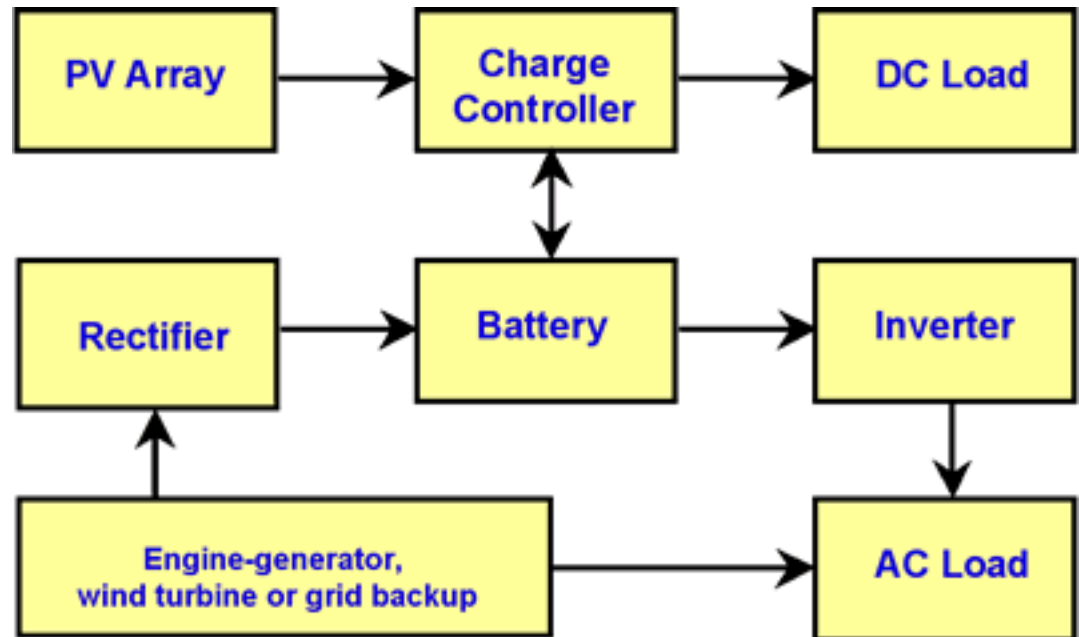 PV Array
Charge
Controller
DC Load
Rectifier
Battery
Inverter
Engine-generator,
wind turbine or grid backup
AC Load